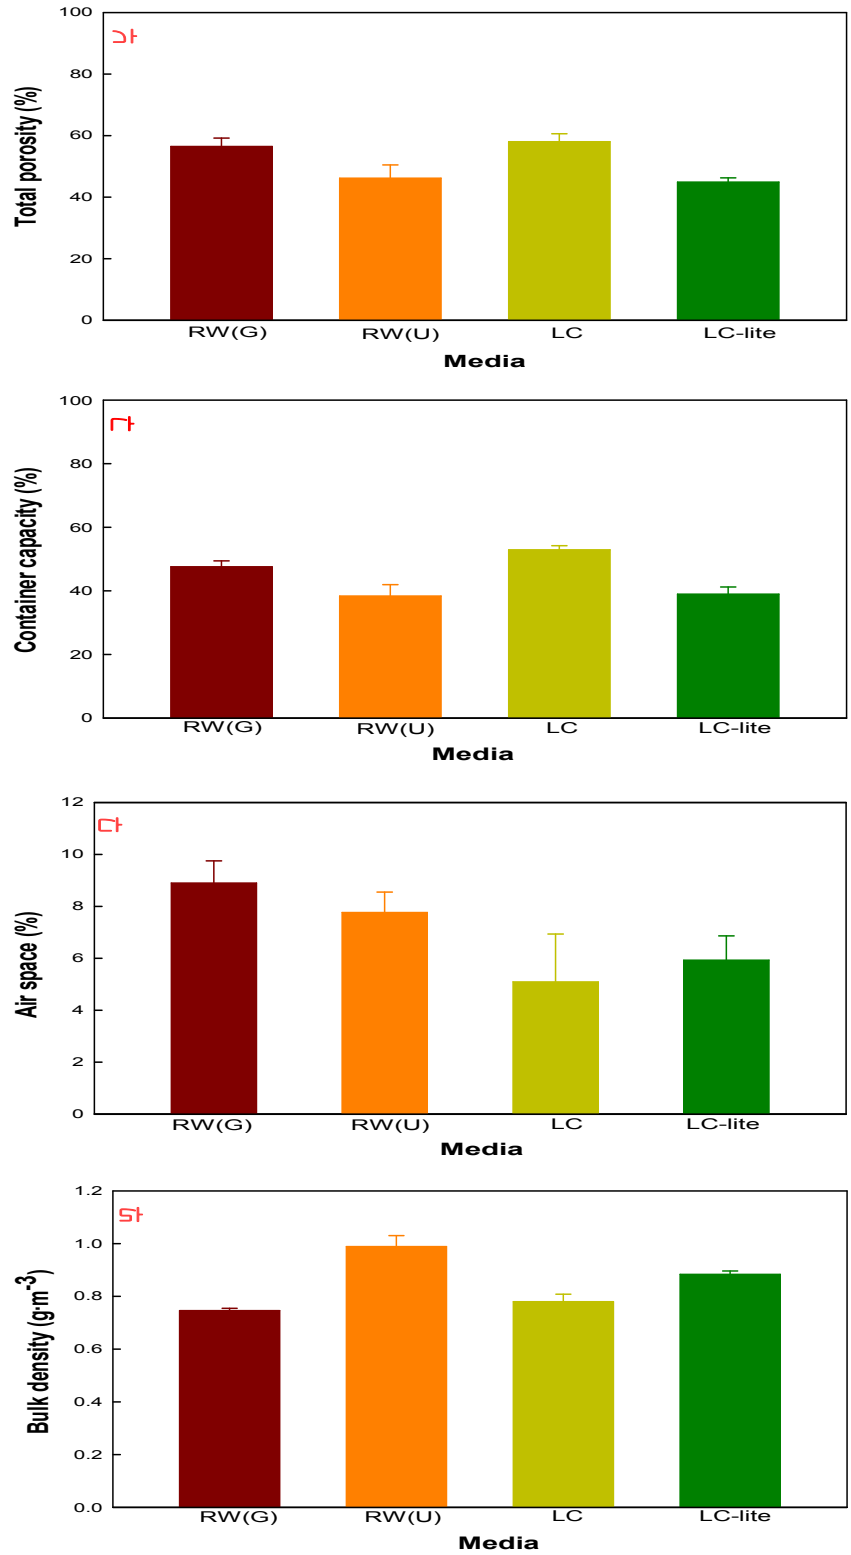 가
100
80
60
40
20
0
Total porosity (%)
RW(G) RW(U) LC LC-lite
Media
100
80
60
40
20
0
Container capacity (%)
RW(G) RW(U) LC LC-lite
Media
다
12
10
8
6
4
2
0
Air space (%)
RW(G) RW(U) LC LC-lite
Media
라
1.2
1.0
0.8
0.6
0.4
0.2
0.0
Bulk density (g·m⁻³)
RW(G) RW(U) LC LC-lite
Media